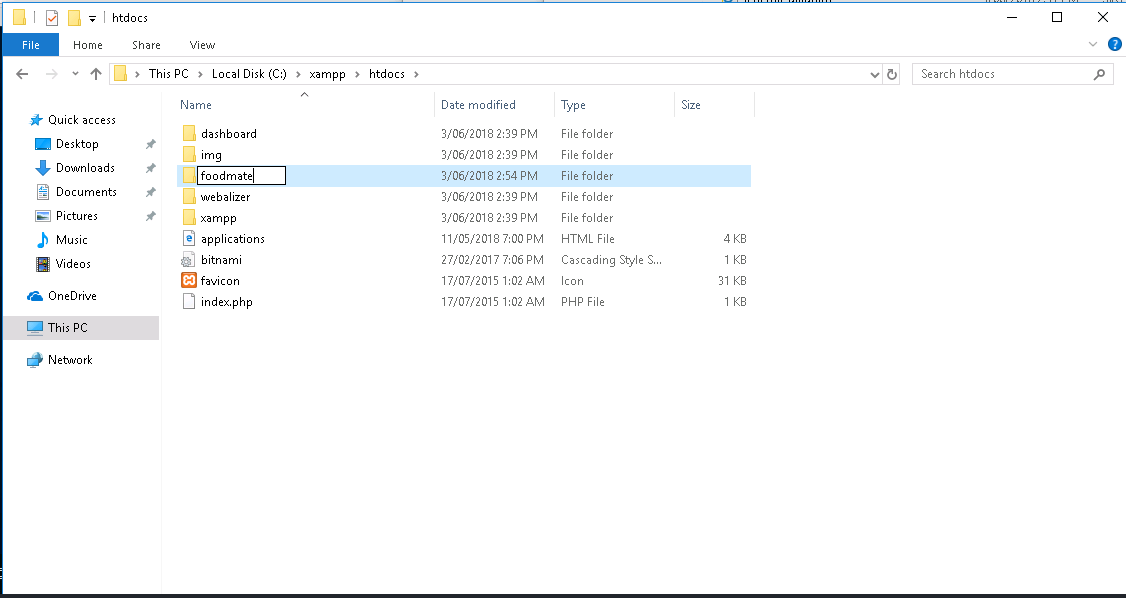 htdocs
File Home Share View
This PC > Local Disk (C:) > xampp > htdocs >
Search htdocs
Name Date modified Type Size
Quick access
Desktop
Downloads
Documents
Pictures
Music
Videos
OneDrive
This PC
Network
dashboard 3/06/2018 2:39 PM File folder
img 3/06/2018 2:39 PM File folder
foodmate 3/06/2018 2:54 PM File folder
webalizer 3/06/2018 2:39 PM File folder
xampp 3/06/2018 2:39 PM File folder
applications 11/05/2018 7:00 PM HTML File 4 KB
bitnami 27/02/2017 7:06 PM Cascading Style S... 1 KB
favicon 17/07/2015 1:02 AM Icon 31 KB
index.php 17/07/2015 1:02 AM PHP File 1 KB